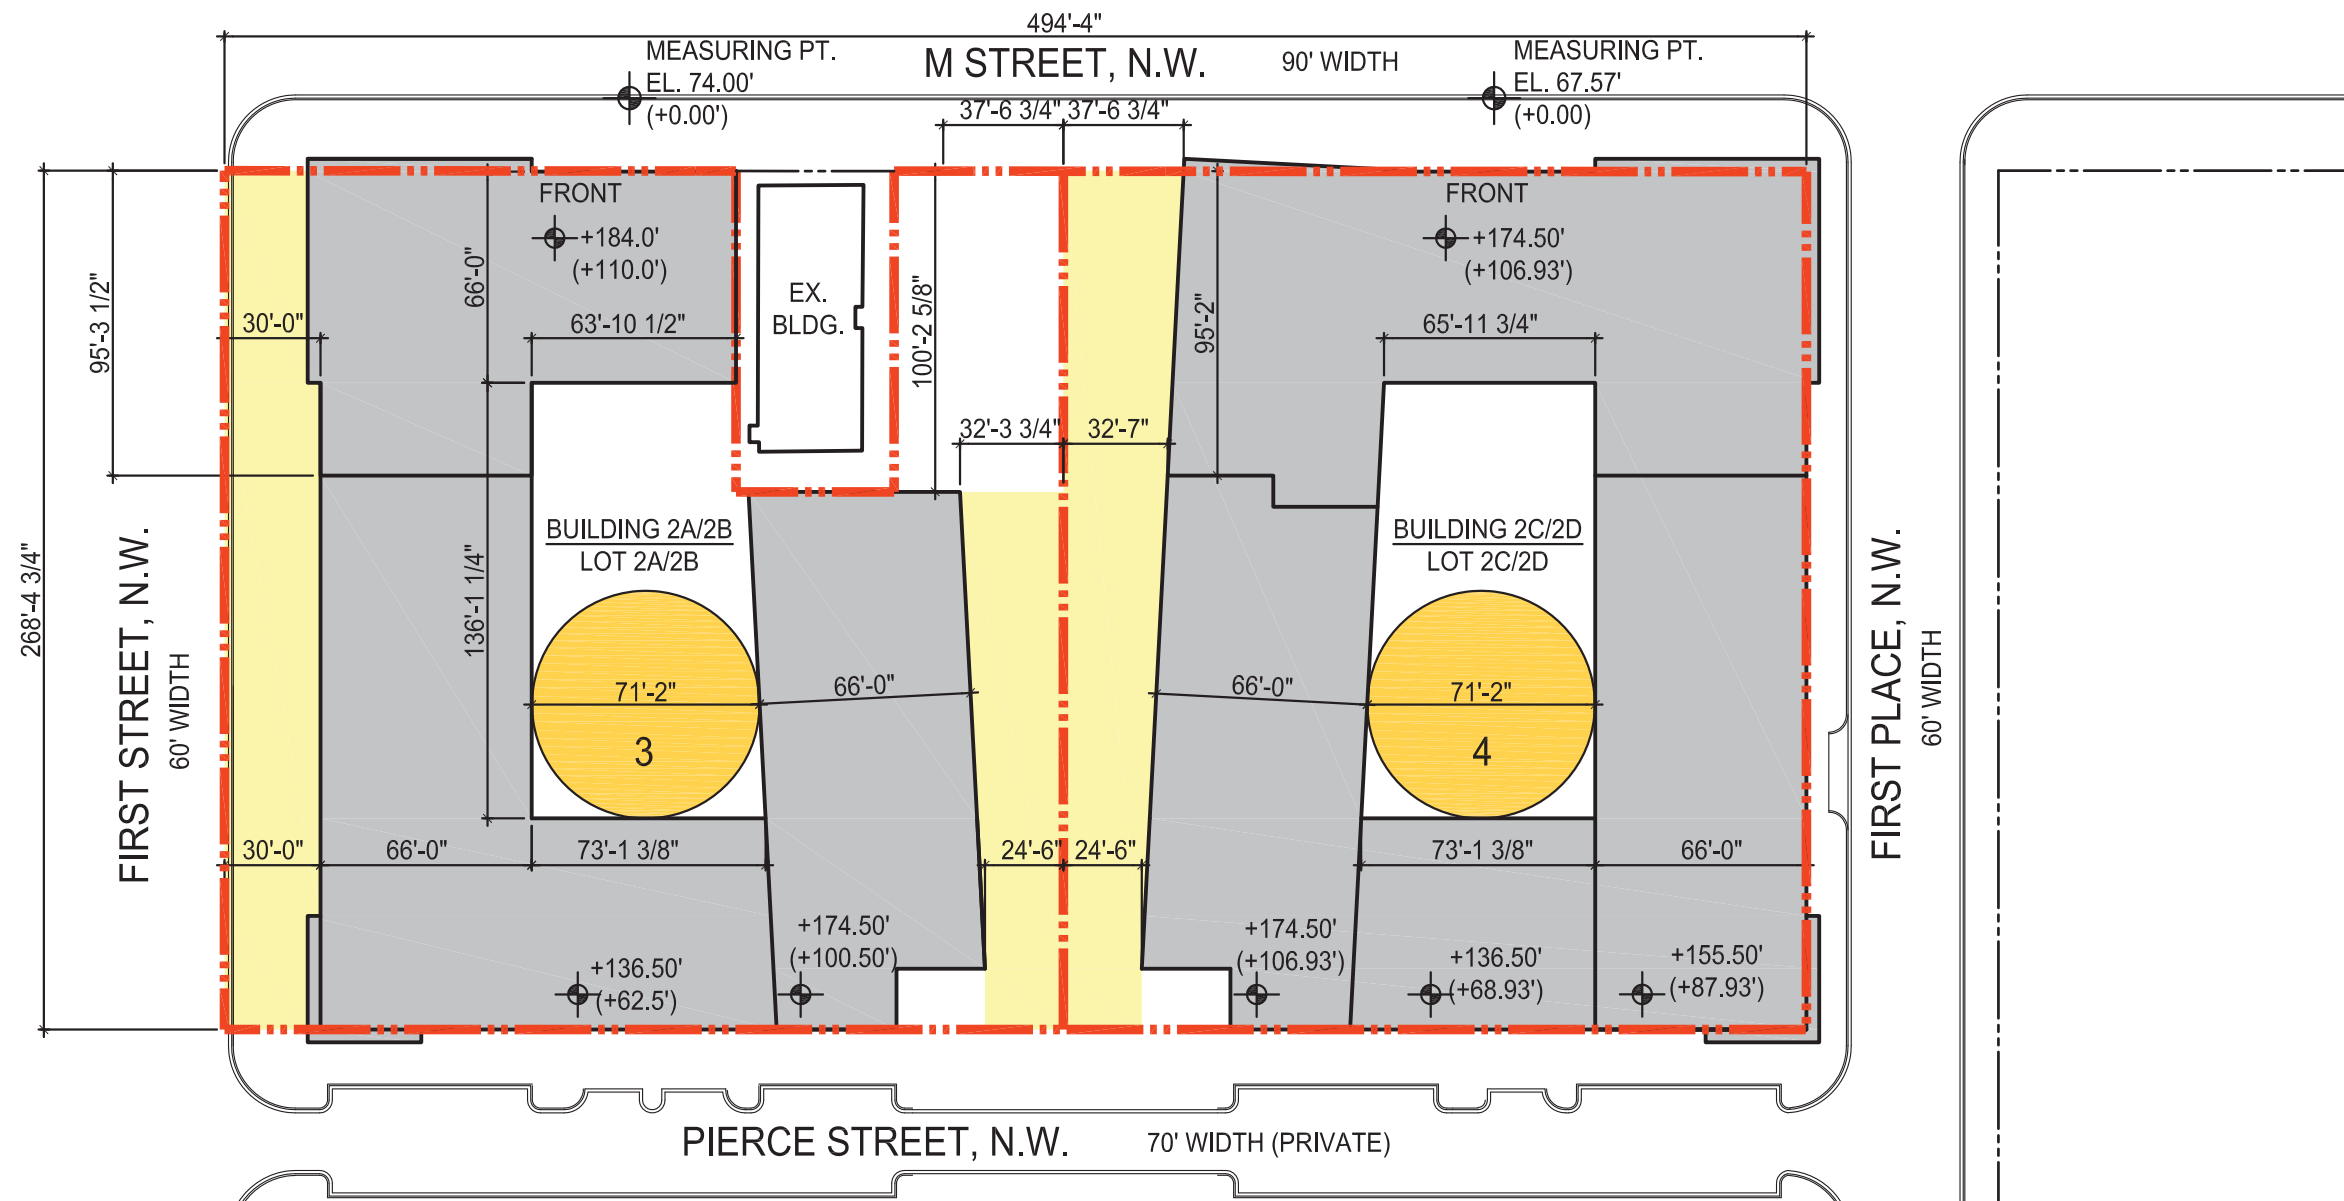 494'-4"
MEASURING PT.
EL. 74.00'
(+0.00')
M STREET, N.W.
90' WIDTH
MEASURING PT.
EL. 67.57'
(+0.00)
37'-6 3/4"
37'-6 3/4"
FRONT
+184.0'
(+110.0')
FRONT
+174.50'
(+106.93')
66'-0"
95'-3 1/2"
30'-0"
63'-10 1/2"
EX.
BLDG.
100'-2 5/8"
95'-2"
65'-11 3/4"
32'-3 3/4"
32'-7"
268'-4 3/4"
FIRST STREET, N.W.
60' WIDTH
136'-1 1/4"
BUILDING 2A/2B
LOT 2A/2B
BUILDING 2C/2D
LOT 2C/2D
FIRST PLACE, N.W.
60' WIDTH
71'-2"
3
66'-0"
66'-0"
71'-2"
4
30'-0"
66'-0"
73'-1 3/8"
24'-6"
24'-6"
73'-1 3/8"
66'-0"
+136.50'
(+62.5')
+174.50'
(+100.50')
+174.50'
(+106.93')
+136.50'
(+68.93')
+155.50'
(+87.93')
PIERCE STREET, N.W.
70' WIDTH (PRIVATE)